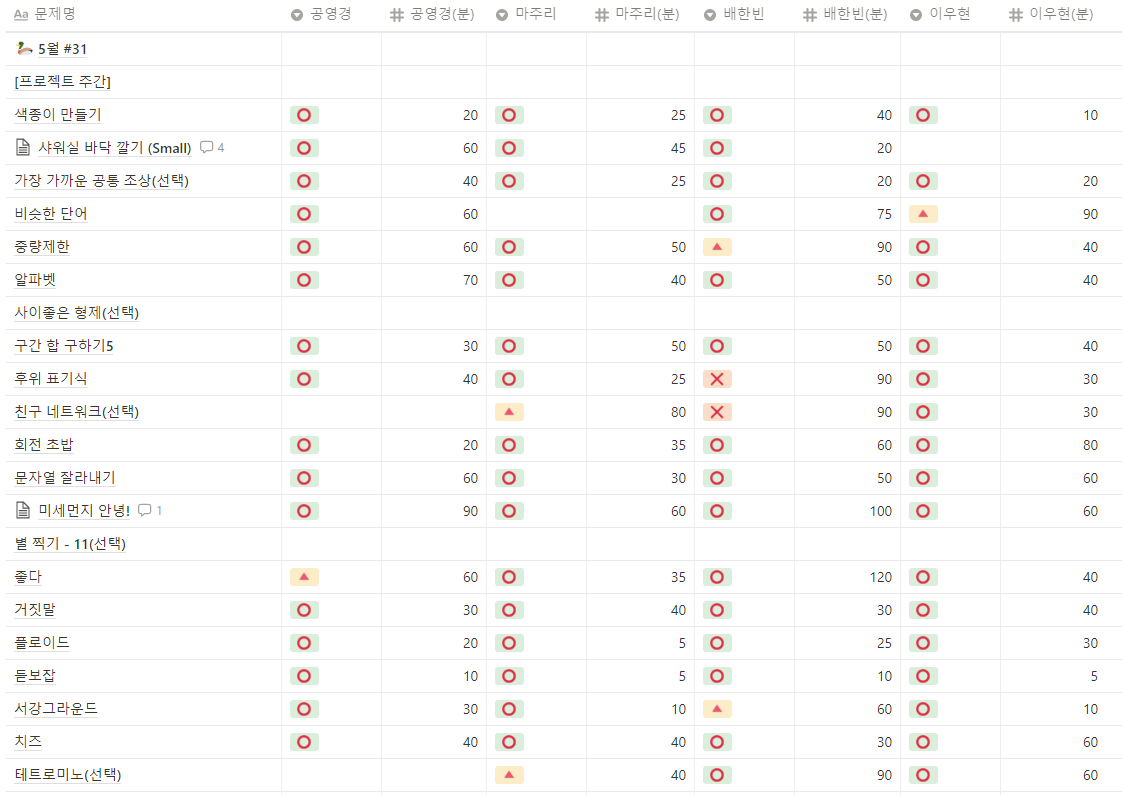 Aa 문제명 공영경 # 공영경(분) 마주리 # 마주리(분) 배한빈 # 배한빈(분) 이우현 # 이우현(분)
5월 #31
[프로젝트 주간]
색종이 만들기 20 25 40 10
샤워실 바닥 깔기 (Small) 4 60 45 20
가장 가까운 공통 조상(선택) 40 25 20 20
비슷한 단어 60 75 90
중량제한 60 50 90 40
알파벳 70 40 50 40
사이좋은 형제(선택)
구간 합 구하기5 30 50 50 40
후위 표기식 40 25 90 30
친구 네트워크(선택) 80 90 30
회전 초밥 20 35 60 80
문자열 잘라내기 60 30 50 60
미세먼지 안녕! 1 90 60 100 60
별 찍기 - 11(선택)
좋다 60 35 120 40
거짓말 30 40 30 40
플로이드 20 5 25 30
듣보잡 10 5 10 5
서강그라운드 30 10 60 10
치즈 40 40 30 60
테트로미노(선택) 40 90 60